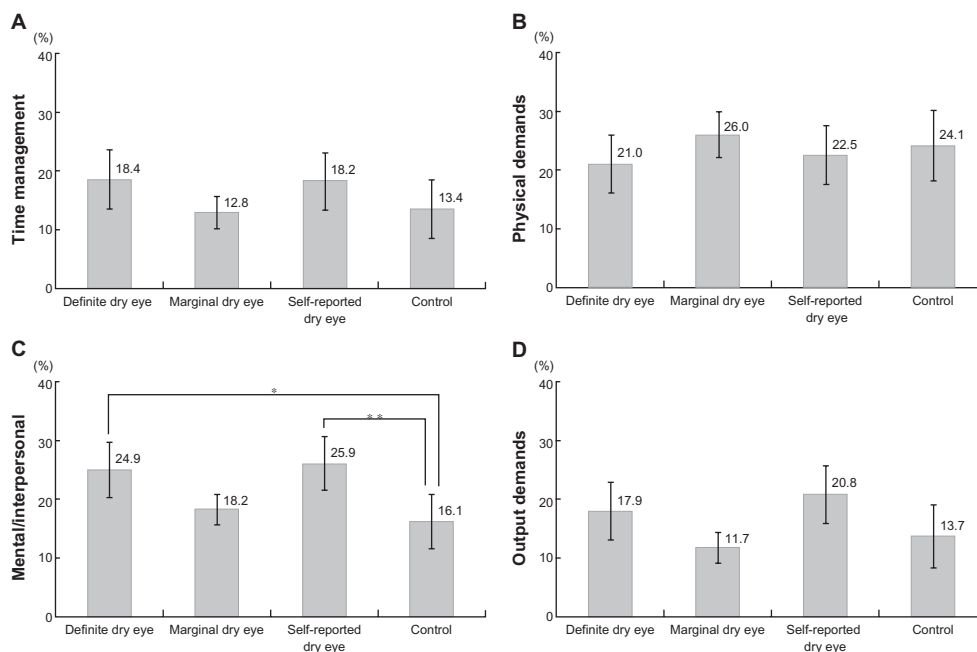 A
(%)
40
30
20
10
0
Time management
18.4
12.8
18.2
13.4
Definite dry eye
Marginal dry eye
Self-reported
dry eye
Control
B
(%)
40
30
20
10
0
Physical demands
21.0
26.0
22.5
24.1
Definite dry eye
Marginal dry eye
Self-reported
dry eye
Control
C
(%)
40
30
20
10
0
Mental/interpersonal
*
**
24.9
18.2
25.9
16.1
Definite dry eye
Marginal dry eye
Self-reported
dry eye
Control
D
(%)
40
30
20
10
0
Output demands
17.9
11.7
20.8
13.7
Definite dry eye
Marginal dry eye
Self-reported
dry eye
Control